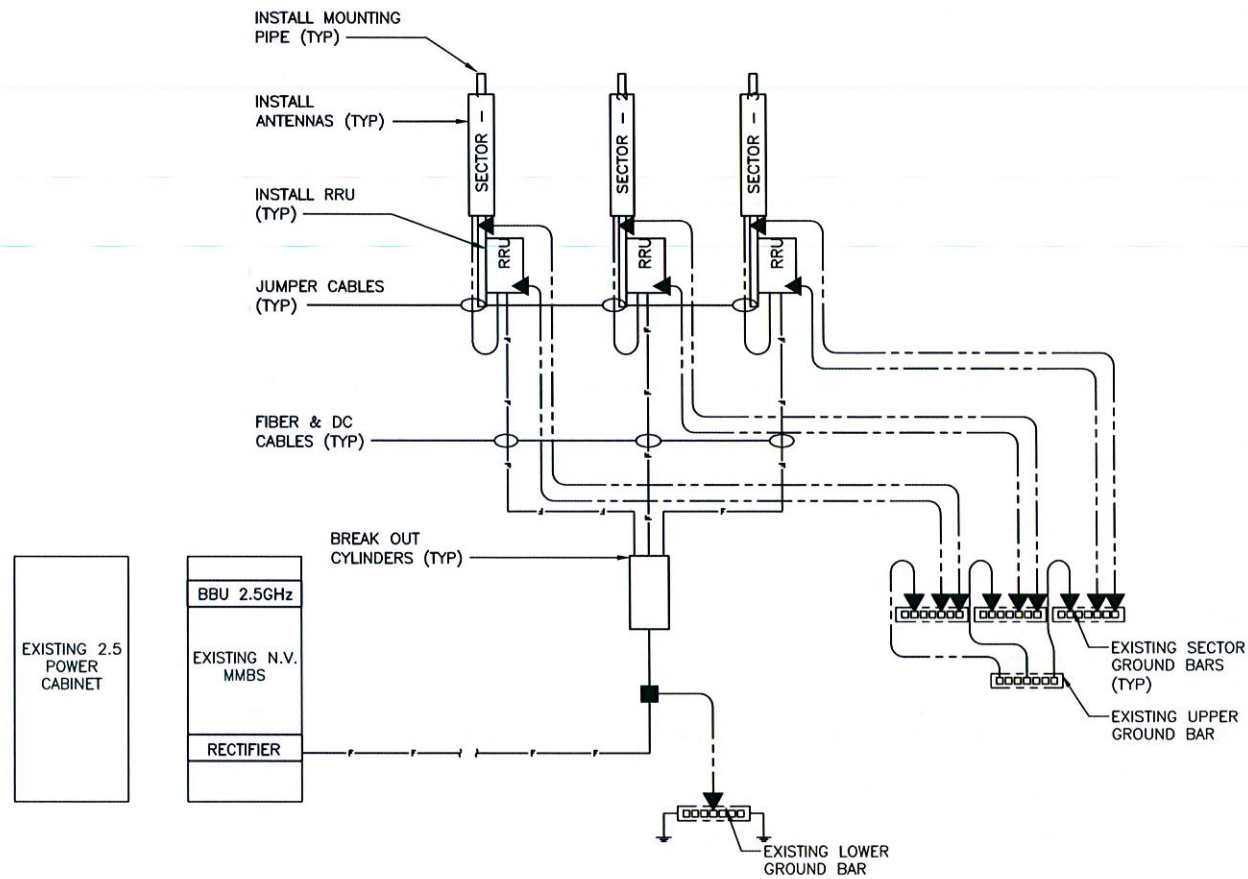 INSTALL MOUNTING
PIPE (TYP)
INSTALL
ANTENNAS (TYP)
SECTOR - 1
SECTOR - 2
SECTOR - 3
INSTALL RRU
(TYP)
RRU
RRU
RRU
JUMPER CABLES
(TYP)
FIBER & DC
CABLES (TYP)
BREAK OUT
CYLINDERS (TYP)
BBU 2.5GHz
EXISTING 2.5
POWER
CABINET
EXISTING N.V.
MMBS
RECTIFIER
F F F F
EXISTING SECTOR
GROUND BARS
(TYP)
EXISTING UPPER
GROUND BAR
EXISTING LOWER
GROUND BAR